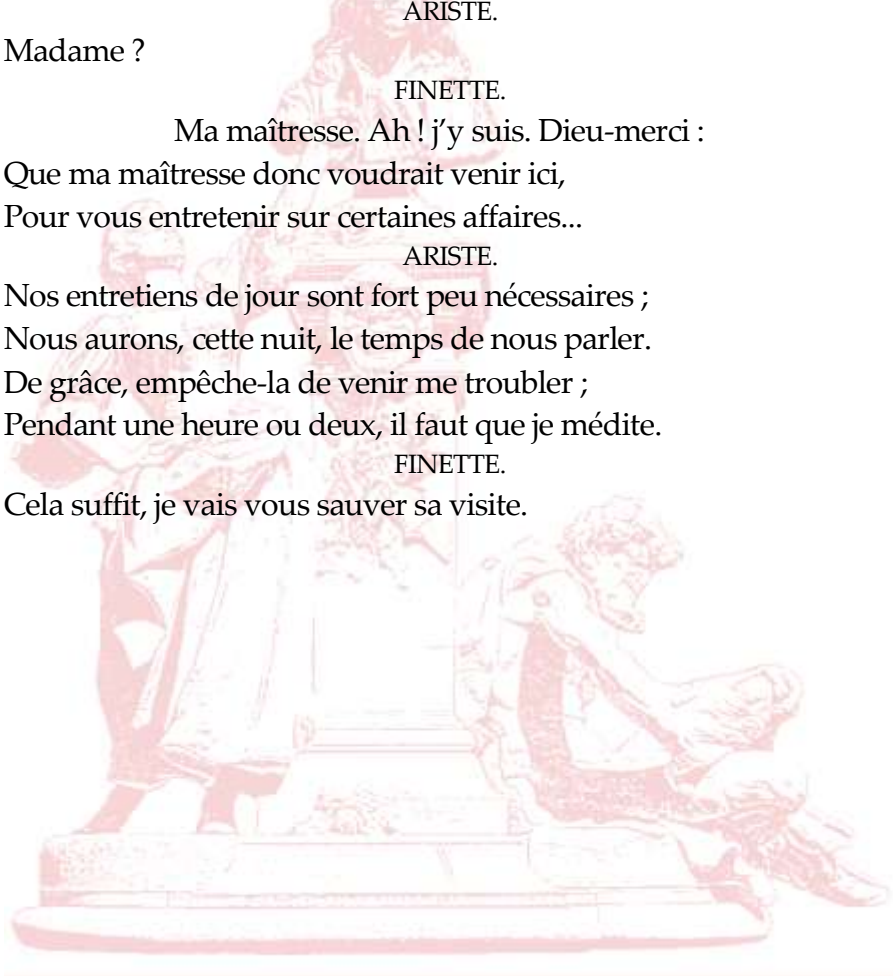 ARISTE.
Madame ?
FINETTE.
Ma maîtresse. Ah ! j’y suis. Dieu-merci :
Que ma maîtresse donc voudrait venir ici,
Pour vous entretenir sur certaines affaires...
ARISTE.
Nos entretiens de jour sont fort peu nécessaires ;
Nous aurons, cette nuit, le temps de nous parler.
De grâce, empêche-la de venir me troubler ;
Pendant une heure ou deux, il faut que je médite.
FINETTE.
Cela suffit, je vais vous sauver sa visite.